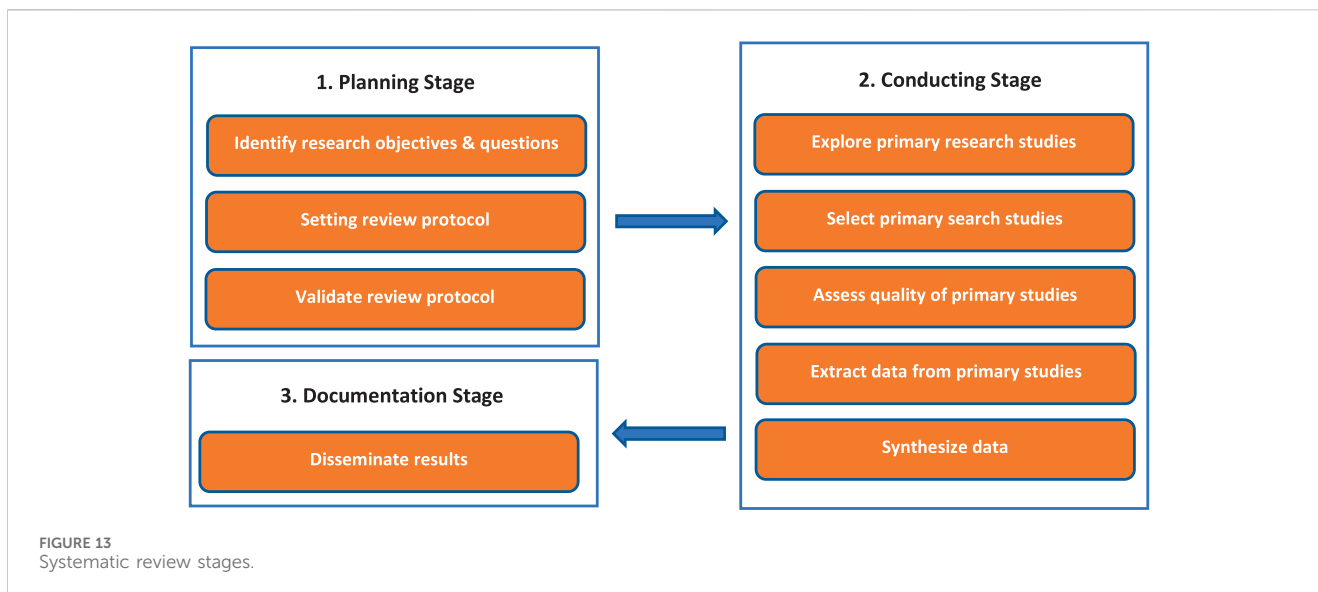 1. Planning Stage
Identify research objectives & questions
Setting review protocol
Validate review protocol
2. Conducting Stage
Explore primary research studies
Select primary search studies
Assess quality of primary studies
Extract data from primary studies
Synthesize data
3. Documentation Stage
Disseminate results
FIGURE 13
Systematic review stages.